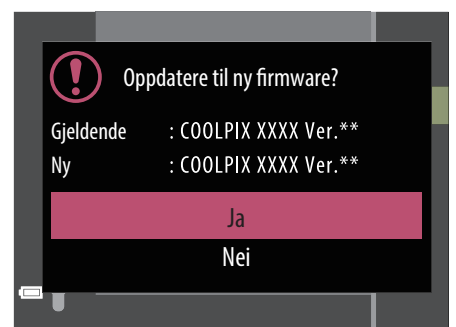 Oppdatere til ny firmware?
Gjeldende : COOLPIX XXXX Ver.**
Ny : COOLPIX XXXX Ver.**
Ja
Nei